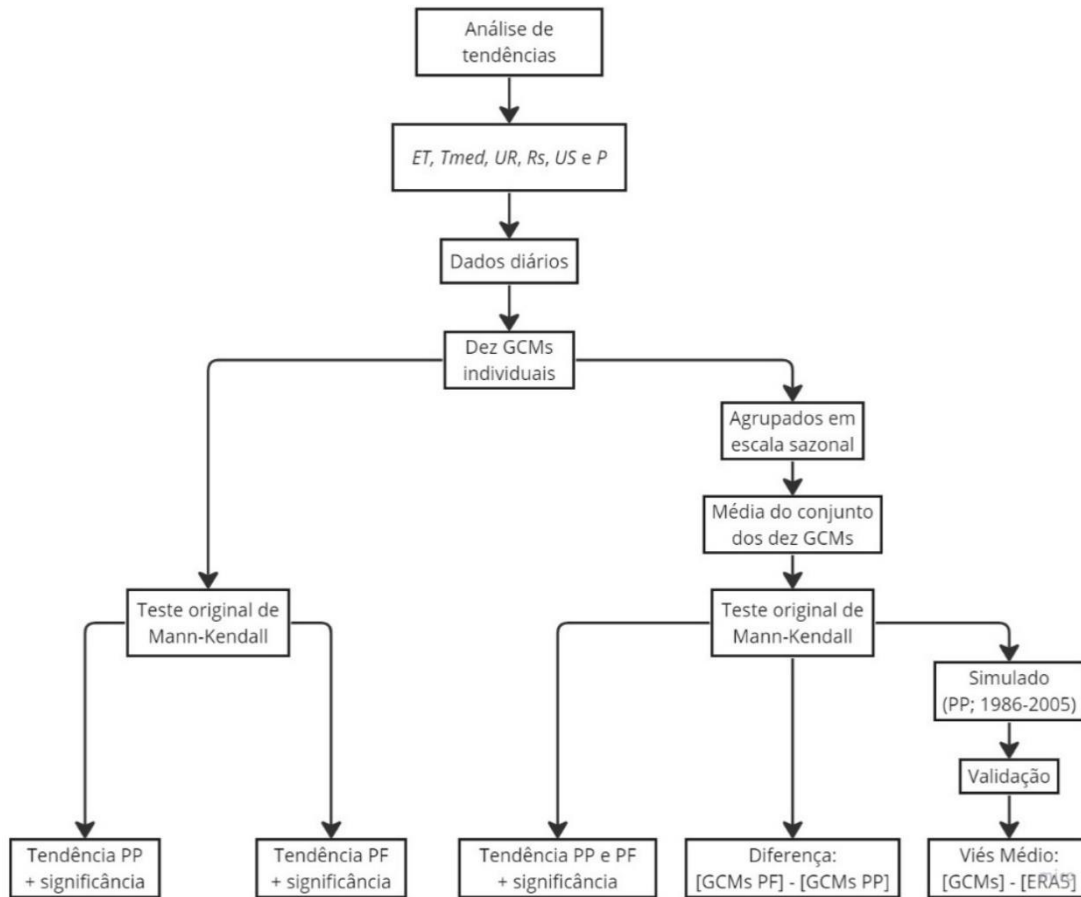 Análise de
tendências
ET, Tmed, UR, Rs, US e P
Dados diários
Dez GCMs
individuais
Agrupados em
escala sazonal
Média do conjunto
dos dez GCMs
Teste original de
Mann-Kendall
Teste original de
Mann-Kendall
Simulado
(PP; 1986-2005)
Validação
Tendência PP
+ significância
Tendência PF
+ significância
Tendência PP e PF
+ significância
Diferença:
[GCMs PF] - [GCMs PP]
Viés Médio:
[GCMs] - [ERA5]
miro